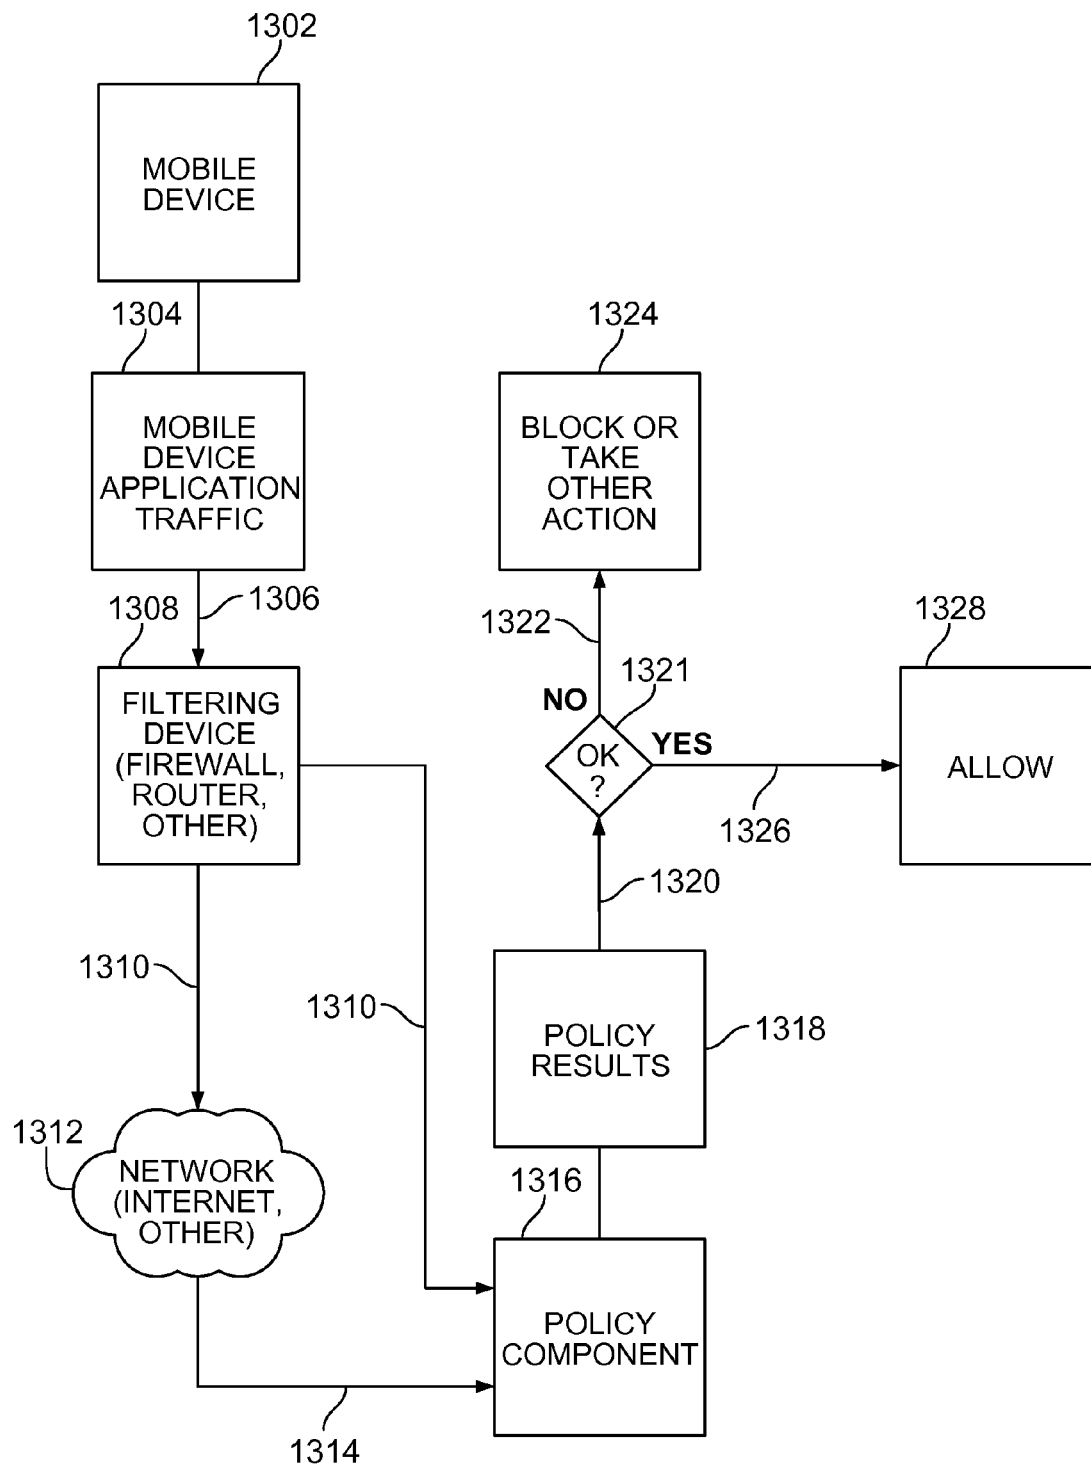 1302
MOBILE
DEVICE
1304
MOBILE
DEVICE
APPLICATION
TRAFFIC
1306
1308
FILTERING
DEVICE
(FIREWALL,
ROUTER,
OTHER)
1310
1310
1312
NETWORK
(INTERNET,
OTHER)
1314
1316
POLICY
COMPONENT
1318
POLICY
RESULTS
1320
1321
OK
?
NO
1322
1324
BLOCK OR
TAKE
OTHER
ACTION
YES
1326
1328
ALLOW